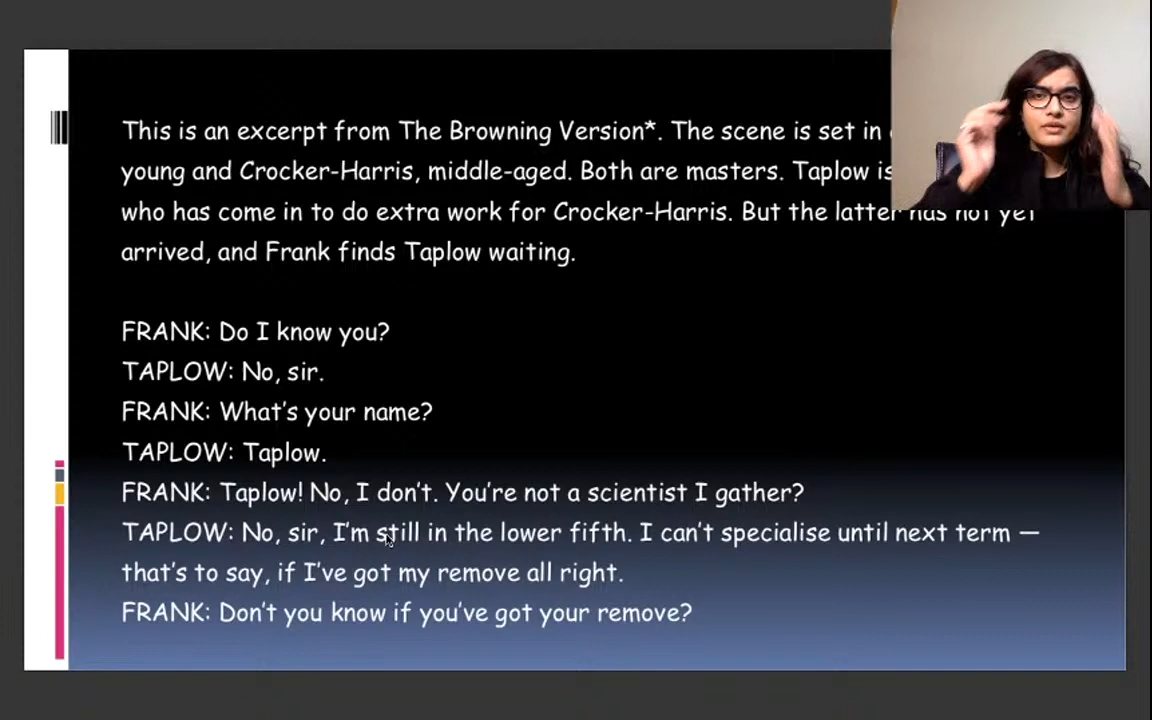 This is an excerpt from The Browning Version*. The scene is set in
young and Crocker-Harris, middle-aged. Both are masters. Taplow is
who has come in to do extra work for Crocker-Harris. But the latter has not yet
arrived, and Frank finds Taplow waiting.
FRANK: Do I know you?
TAPLOW: No, sir.
FRANK: What's your name?
TAPLOW: Taplow.
FRANK: Taplow! No, I don't. You're not a scientist I gather?
TAPLOW: No, sir, I'm still in the lower fifth. I can't specialise until next term —
that's to say, if I've got my remove all right.
FRANK: Don't you know if you've got your remove?